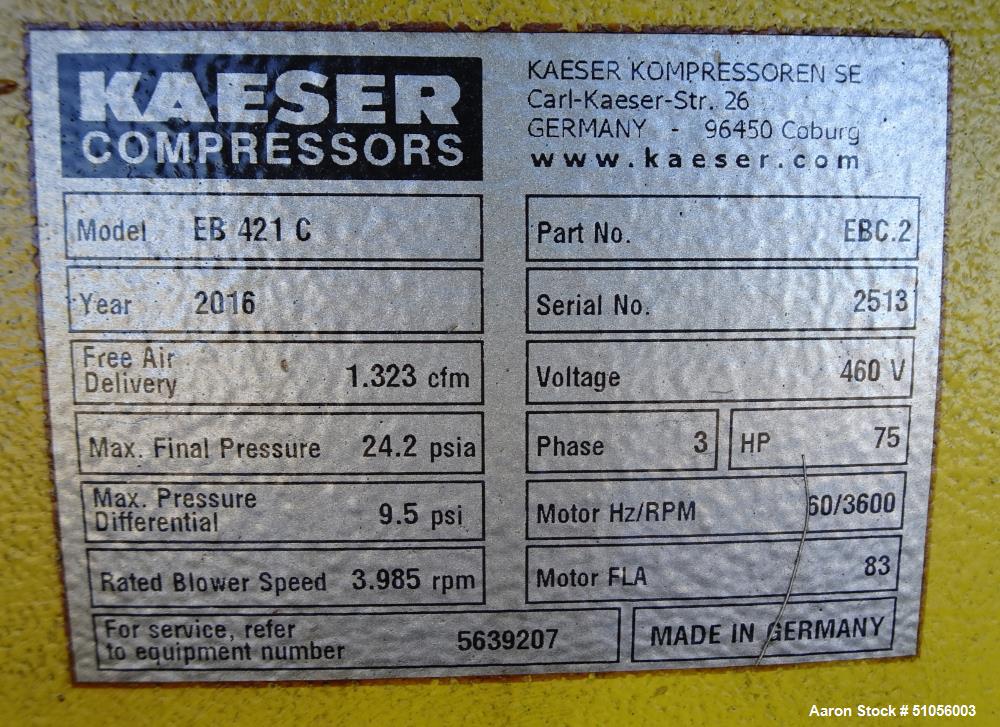 KAESER
COMPRESSORS
KAESER KOMPRESSOREN SE
Carl-Kaeser-Str. 26
GERMANY - 96450 Coburg
www.kaeser.com
Model EB 421 C
Part No. EBC.2
Year 2016
Serial No. 2513
Free Air
Delivery 1.323 cfm
Voltage 460 V
Max. Final Pressure 24.2 psia
Phase 3
HP 75
Max. Pressure
Differential 9.5 psi
Motor Hz/RPM 60/3600
Rated Blower Speed 3.985 rpm
Motor FLA 83
For service, refer
to equipment number 5639207
MADE IN GERMANY
Aaron Stock # 51056003